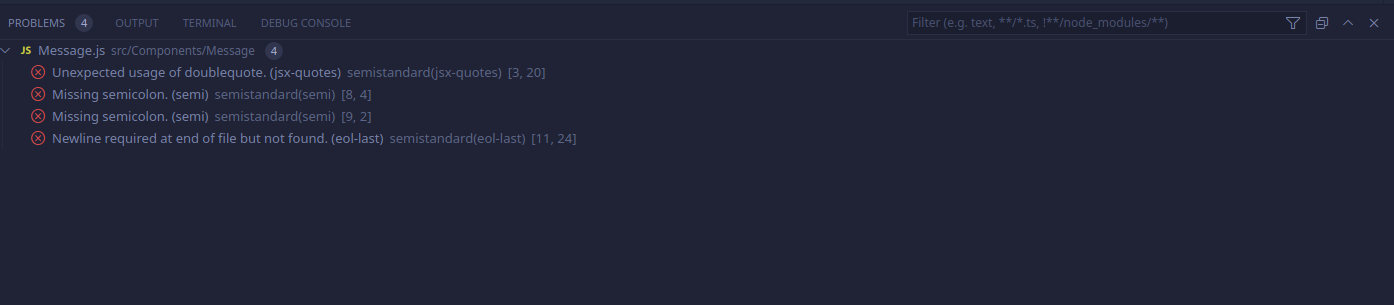 PROBLEMS 4 OUTPUT TERMINAL DEBUG CONSOLE Filter (e.g. text, **/*.ts, !**/node_modules/**)
JS Message.js src/Components/Message 4
Unexpected usage of doublequote. (jsx-quotes) semistandard(jsx-quotes) [3, 20]
Missing semicolon. (semi) semistandard(semi) [8, 4]
Missing semicolon. (semi) semistandard(semi) [9, 2]
Newline required at end of file but not found. (eol-last) semistandard(eol-last) [11, 24]